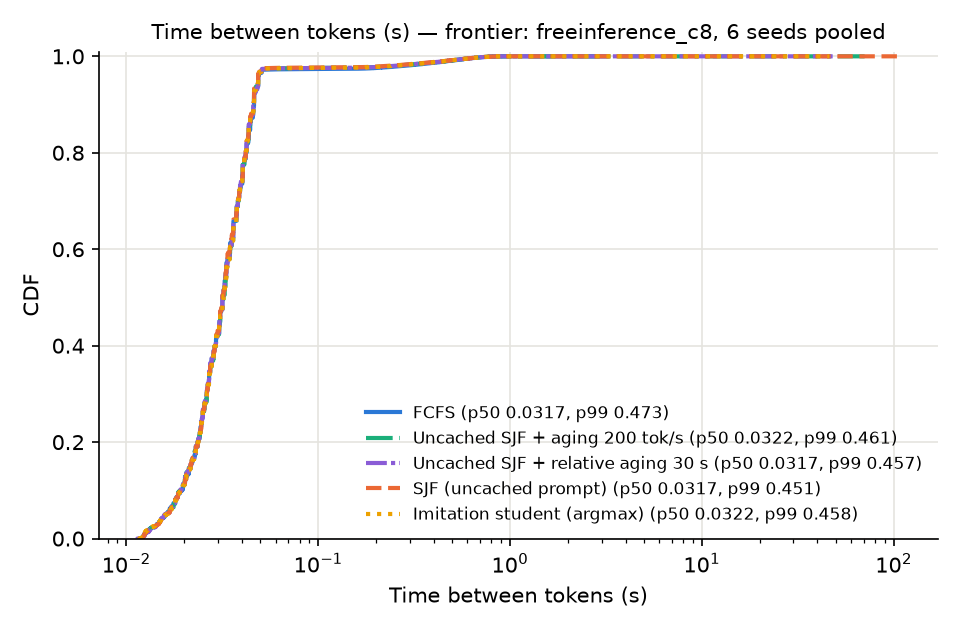 Time between tokens (s) — frontier: freeinference_c8, 6 seeds pooled
1.0
0.8
0.6
0.4
0.2
0.0
CDF
FCFS (p50 0.0317, p99 0.473)
Uncached SJF + aging 200 tok/s (p50 0.0322, p99 0.461)
Uncached SJF + relative aging 30 s (p50 0.0317, p99 0.457)
SJF (uncached prompt) (p50 0.0317, p99 0.451)
Imitation student (argmax) (p50 0.0322, p99 0.458)
10⁻² 10⁻¹ 10⁰ 10¹ 10²
Time between tokens (s)